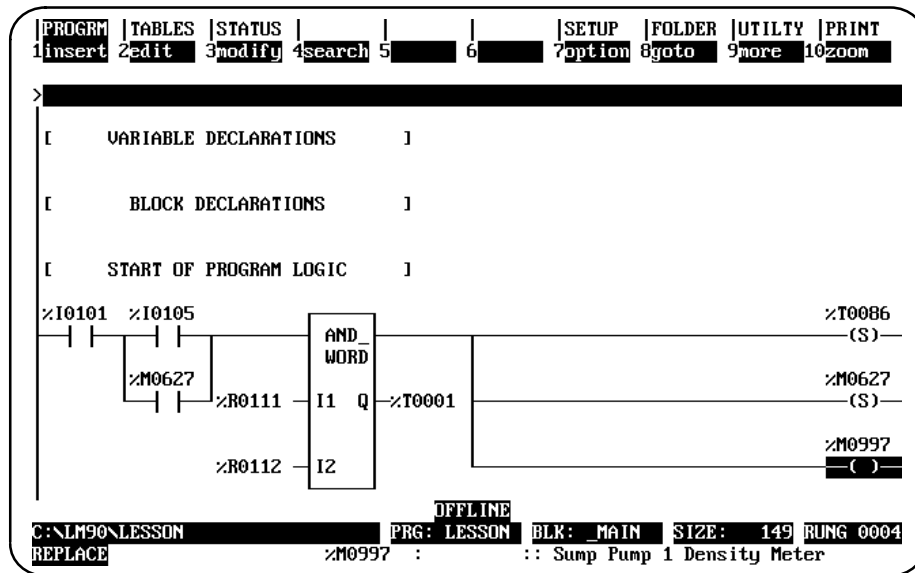 |PROGRM |TABLES |STATUS | | | |SETUP |FOLDER |UTILTY |PRINT
1insert 2edit 3modify 4search 5 6 7option 8goto 9more 10zoom
>
[ VARIABLE DECLARATIONS ]
[ BLOCK DECLARATIONS ]
[ START OF PROGRAM LOGIC ]
%I0101 %I0105 %T0086
AND_ (S)
WORD
%M0627 %M0627
%R0111 I1 Q %T0001 (S)
%M0997
%R0112 I2 ( )
OFFLINE
C:\LM90\LESSON PRG: LESSON BLK: _MAIN SIZE: 149 RUNG 0004
REPLACE %M0997 : :: Sump Pump 1 Density Meter